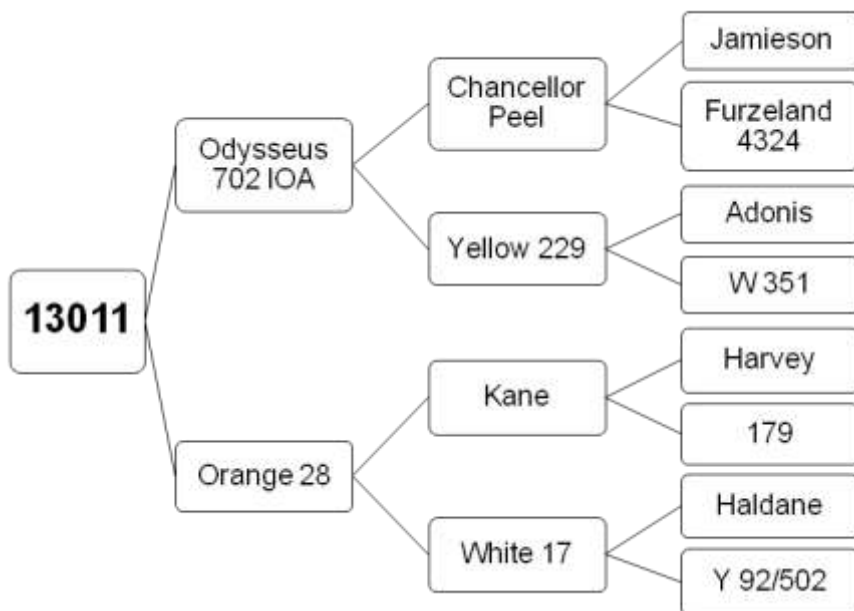 Jamieson
Chancellor
Peel
Furzeland
4324
Odysseus
702 IOA
Adonis
Yellow 229
W 351
13011
Harvey
Kane
179
Orange 28
Haldane
White 17
Y 92/502